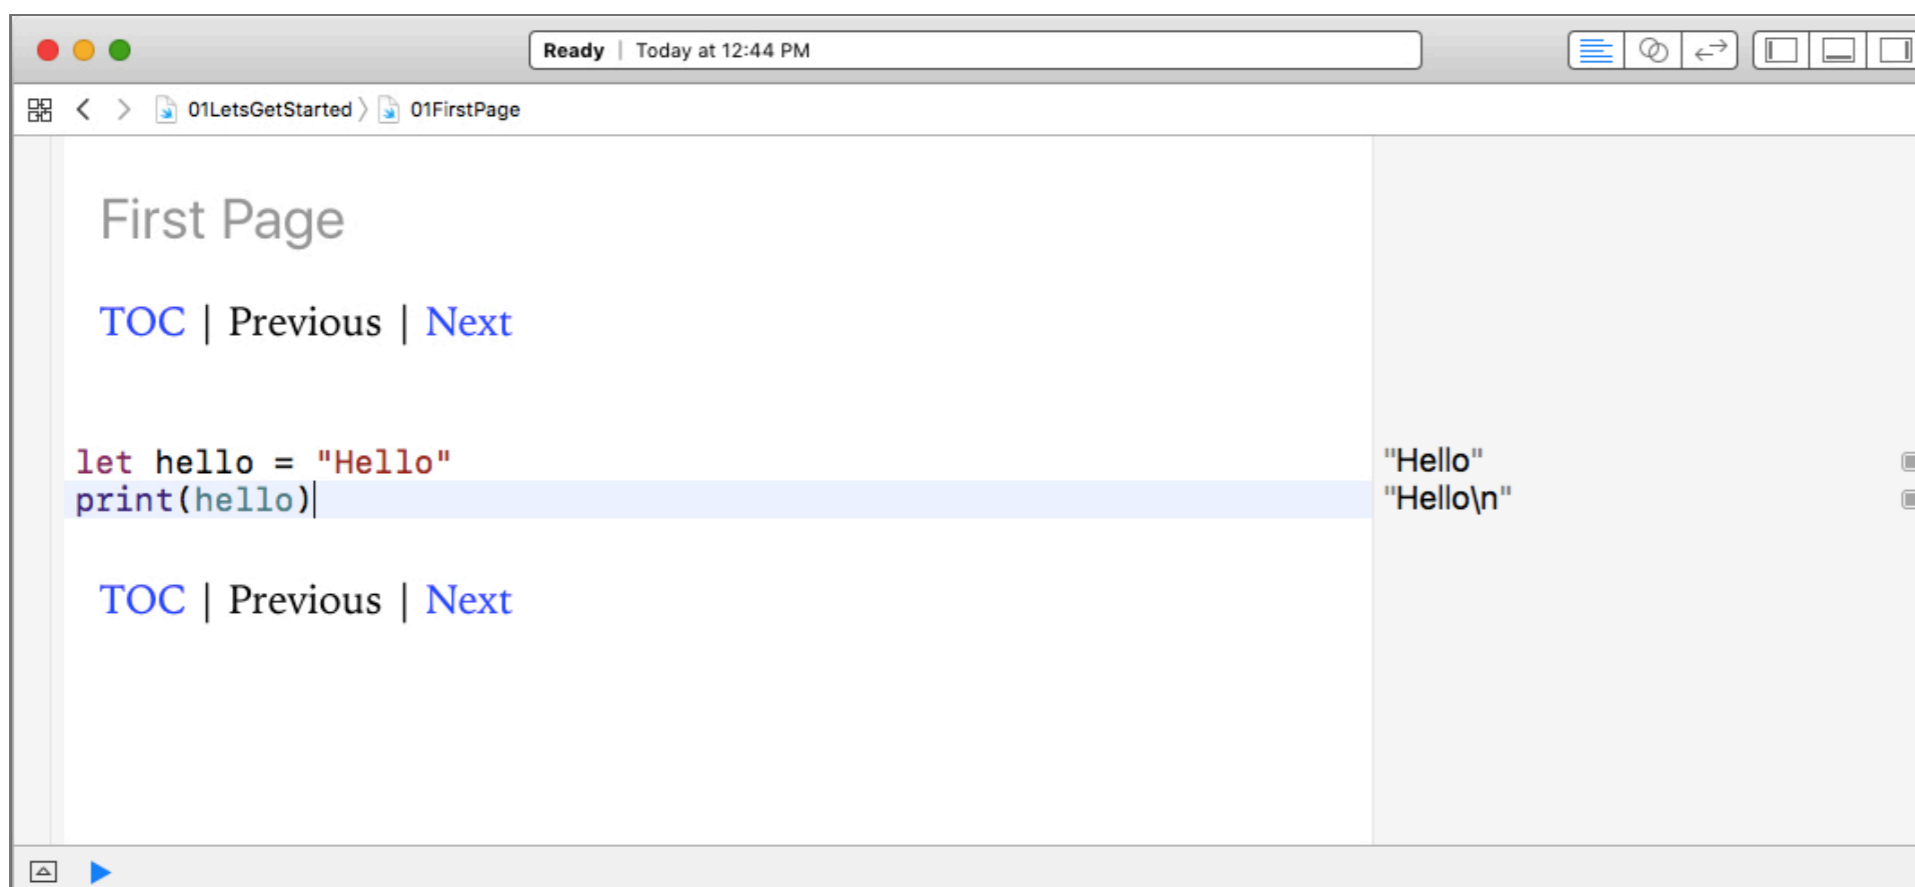 Ready | Today at 12:44 PM
01LetsGetStarted 〉 01FirstPage
First Page
TOC | Previous | Next
let hello = "Hello" "Hello"
print(hello) "Hello\n"
TOC | Previous | Next